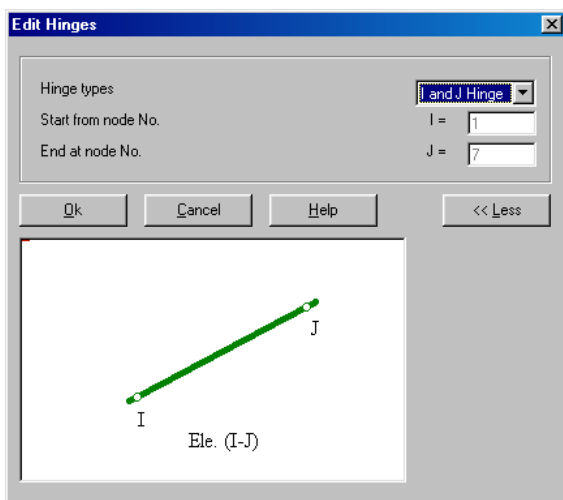 Edit Hinges
Hinge types I and J Hinge
Start from node No. I = 1
End at node No. J = 7
Ok Cancel Help << Less
J
I
Ele. (I-J)